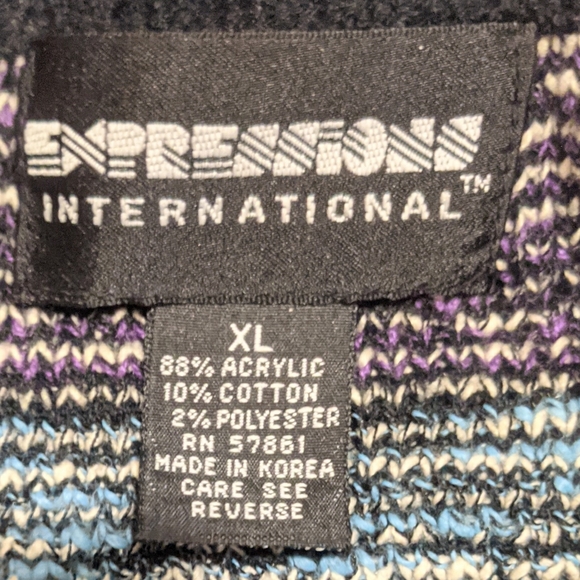 EXPRESSIONS
INTERNATIONAL™
XL
88% ACRYLIC
10% COTTON
2% POLYESTER
RN 57861
MADE IN KOREA
CARE SEE
REVERSE